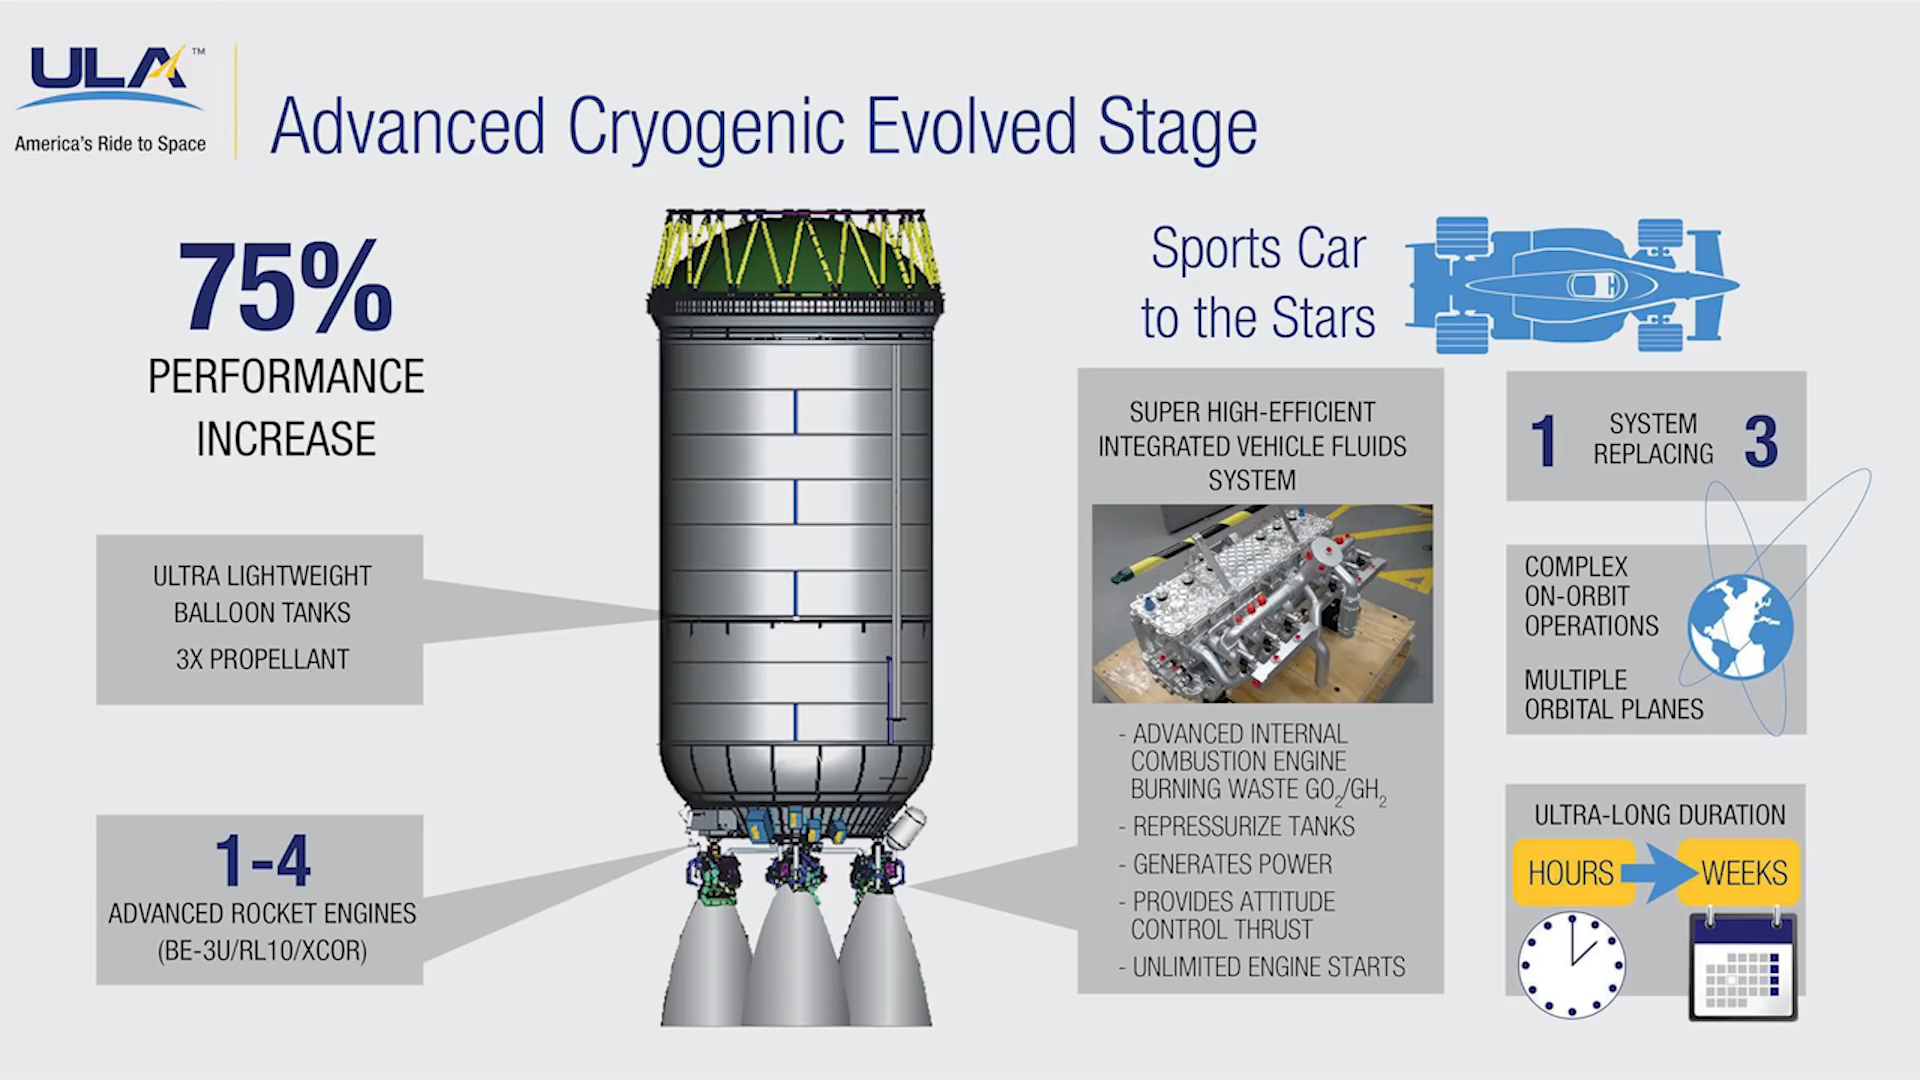 ULA™
America's Ride to Space
Advanced Cryogenic Evolved Stage
75%
PERFORMANCE
INCREASE
ULTRA LIGHTWEIGHT
BALLOON TANKS
3X PROPELLANT
1-4
ADVANCED ROCKET ENGINES
(BE-3U/RL10/XCOR)
Sports Car
to the Stars
SUPER HIGH-EFFICIENT
INTEGRATED VEHICLE FLUIDS
SYSTEM
- ADVANCED INTERNAL
COMBUSTION ENGINE
BURNING WASTE GO₂/GH₂
- REPRESSURIZE TANKS
- GENERATES POWER
- PROVIDES ATTITUDE
CONTROL THRUST
- UNLIMITED ENGINE STARTS
1 SYSTEM REPLACING 3
COMPLEX
ON-ORBIT
OPERATIONS
MULTIPLE
ORBITAL PLANES
ULTRA-LONG DURATION
HOURS WEEKS